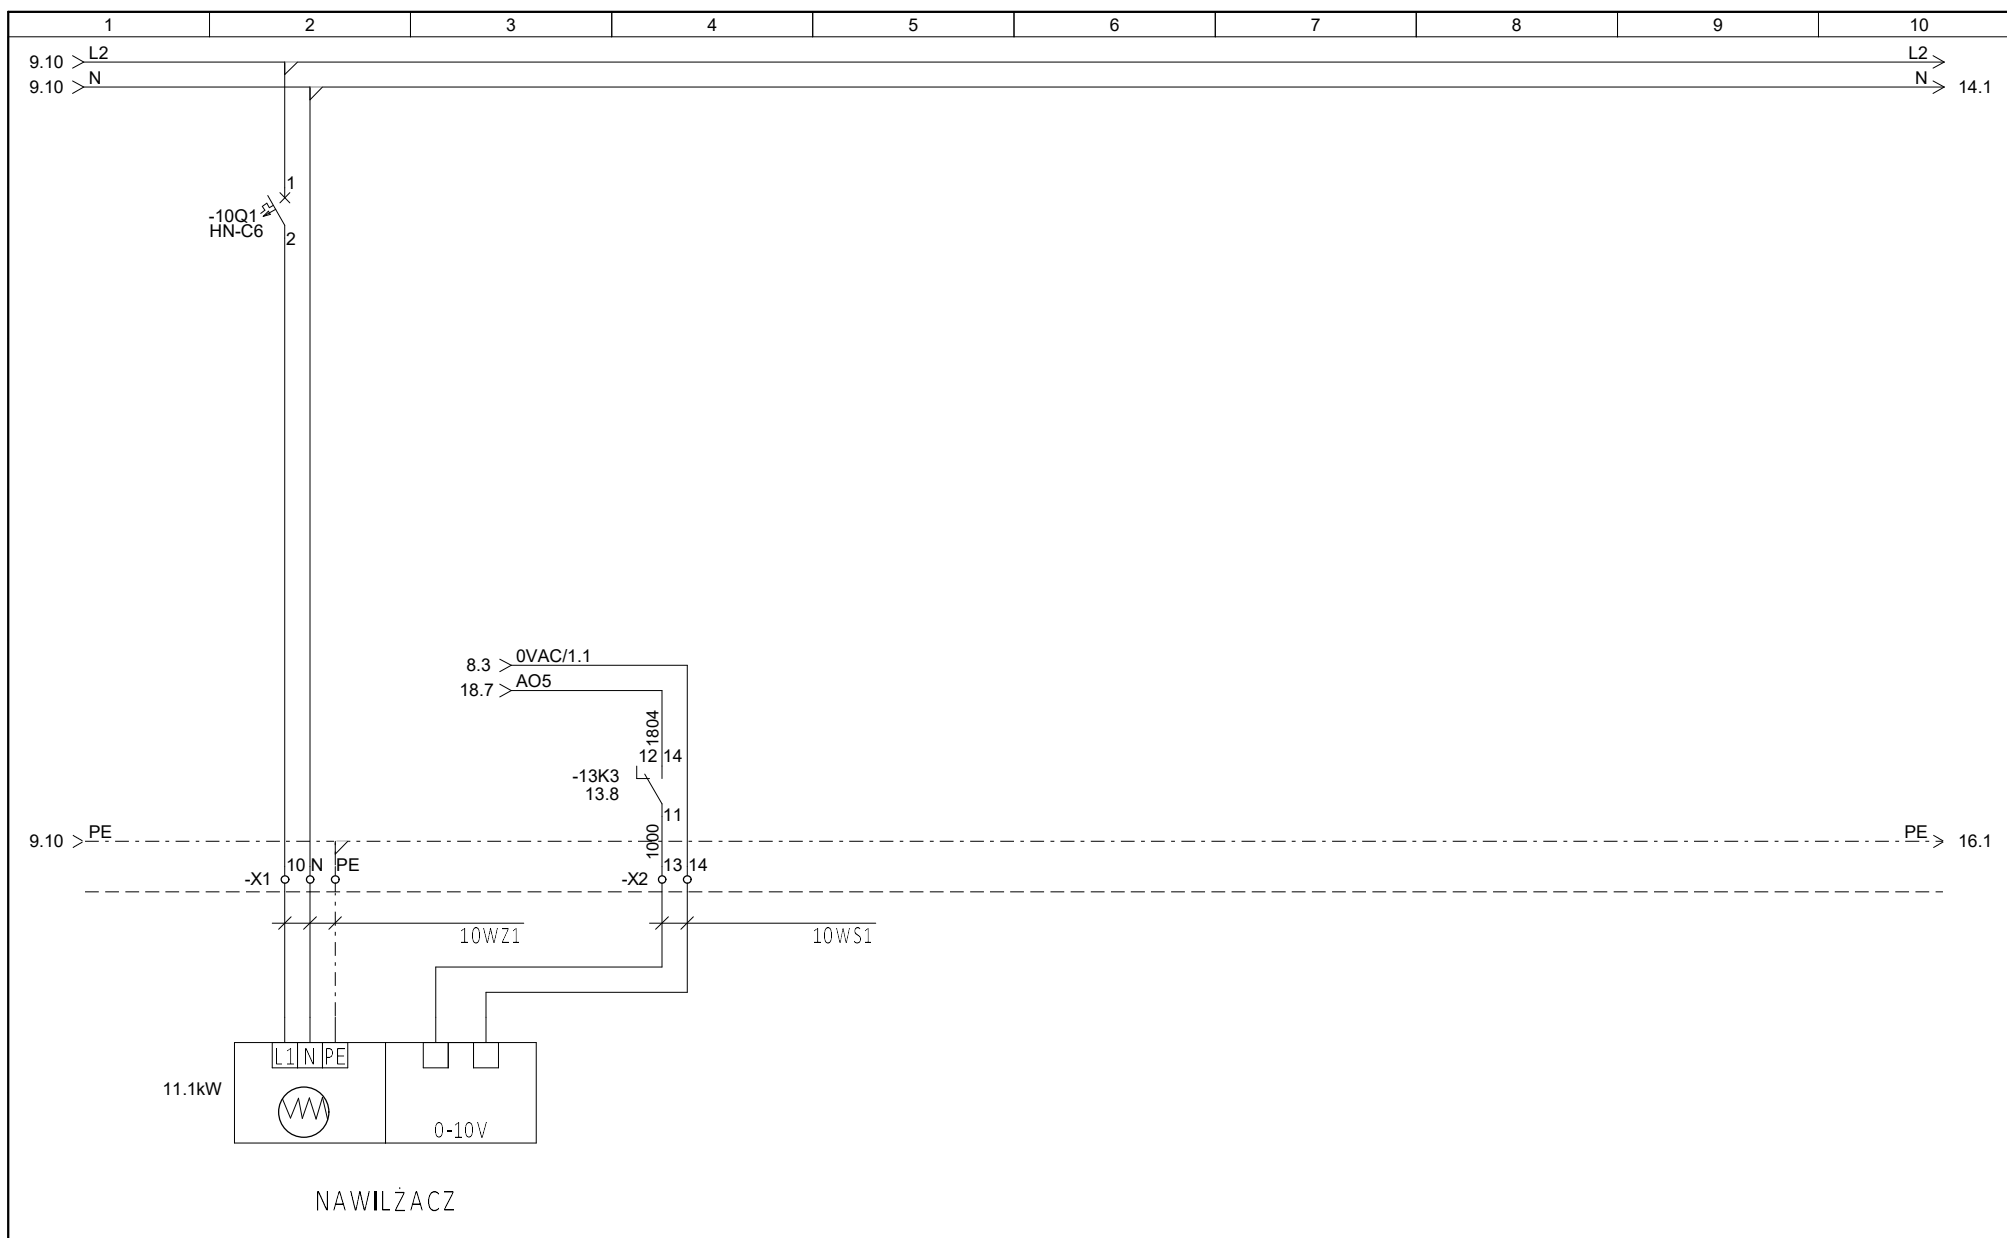 1 2 3 4 5 6 7 8 9 10
9.10 L2 L2
9.10 N N 14.1
1
-10Q1
HN-C6
2
8.3 0VAC/1.1
18.7 AO5
1804
12 14
-13K3
13.8
11
1000
9.10 PE PE 16.1
-X1 10 N PE
-X2 13 14
10WZ1
10WS1
L1 N PE
11.1kW
0-10V
NAWILŻACZ